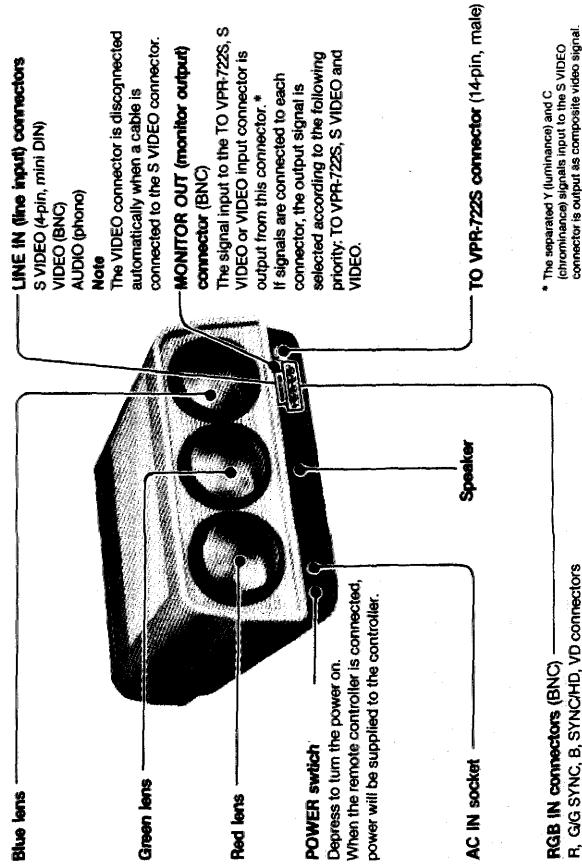 Blue lens
Green lens
Red lens
POWER swtich
Depress to turn the power on.
When the remote controller is connected,
power will be supplied to the controller.
AC IN socket
RGB IN connectors (BNC)
R, G/G SYNC, B, SYNC/HD, VD connectors
Speaker
LINE IN (line input) connectors
S VIDEO (4-pin, mini DIN)
VIDEO (BNC)
AUDIO (phono)
Note
The VIDEO connector is disconnected
automatically when a cable is
connected to the S VIDEO connector.
MONITOR OUT (monitor output)
connector (BNC)
The signal input to the TO VPR-722S, S
VIDEO or VIDEO input connector is
output from this connector. *
If signals are connected to each
connector, the output signal is
selected according to the following
priority: TO VPR-722S, S VIDEO and
VIDEO.
TO VPR-722S connector (14-pin, male)
* The separated Y (luminance) and C
(chrominance) signals input to the S VIDEO
connector is output as composite video signal.